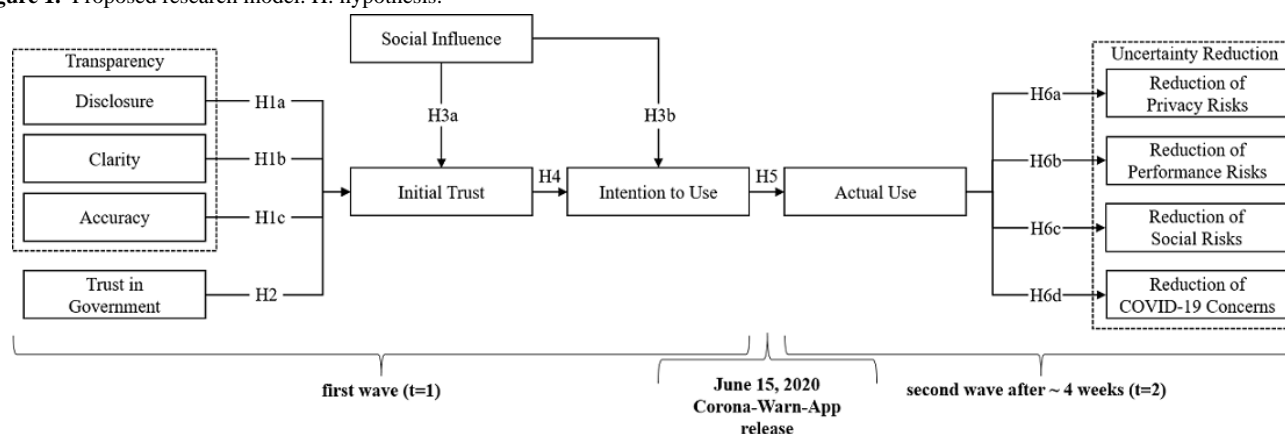 gure 1. Proposed research model. H: hypothesis.
Social Influence
Transparency
Disclosure
Clarity
Accuracy
Trust in
Government
H1a
H1b
H1c
H2
H3a
H3b
Initial Trust
H4
Intention to Use
H5
Actual Use
H6a
H6b
H6c
H6d
Uncertainty Reduction
Reduction of
Privacy Risks
Reduction of
Performance Risks
Reduction of
Social Risks
Reduction of
COVID-19 Concerns
first wave (t=1)
June 15, 2020
Corona-Warn-App
release
second wave after ~ 4 weeks (t=2)